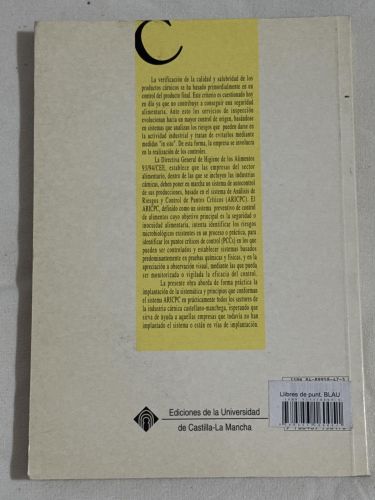 C
La verificación de la calidad y salubridad de los
productos cárnicos se ha basado primordialmente en un
control del producto final. Este criterio es cuestionado hoy
en día ya que no contribuye a conseguir una seguridad
alimentaria. Ante esto los servicios de inspección
evolucionan hacia un mayor control de origen, basándose
en sistemas que analizan los riesgos que pueden darse en
la actividad industrial y tratan de evitarlos mediante
medidas "in situ". De esta forma, la empresa se involucra
en la realización de los controles.
La Directiva General de Higiene de los Alimentos
93/94/CEE, establece que las empresas del sector
alimentario, dentro de las que se incluyen las industrias
cárnicas, deben poner en marcha un sistema de autocontrol
de sus producciones, basado en el sistema de Análisis de
Riesgos y Control de Puntos Críticos (ARICPC). El
ARICPC, definido como un sistema preventivo de control
de alimentos cuyo objetivo principal es la seguridad o
inocuidad alimentaria, intenta identificar los riesgos
microbiológicos existentes en un proceso o práctica, para
identificar los puntos críticos de control (PCCs) en los que
pueden ser controlados y establecer sistemas basados
predominantemente en pruebas químicas y físicas, y en la
apreciación u observación visual, mediante las que pueda
ser monitorizada o vigilada la eficacia del control.
La presente obra aborda de forma práctica la
implantación de la sistemática y principios que conforman
el sistema ARICPC en prácticamente todos los sectores de
la industria cárnica castellano-manchega, esperando que
sirva de ayuda a aquellas empresas que todavía no han
implantado el sistema o están en vías de implantación.
Llibres de punt. BLAU
Ediciones de la Universidad
de Castilla-La Mancha